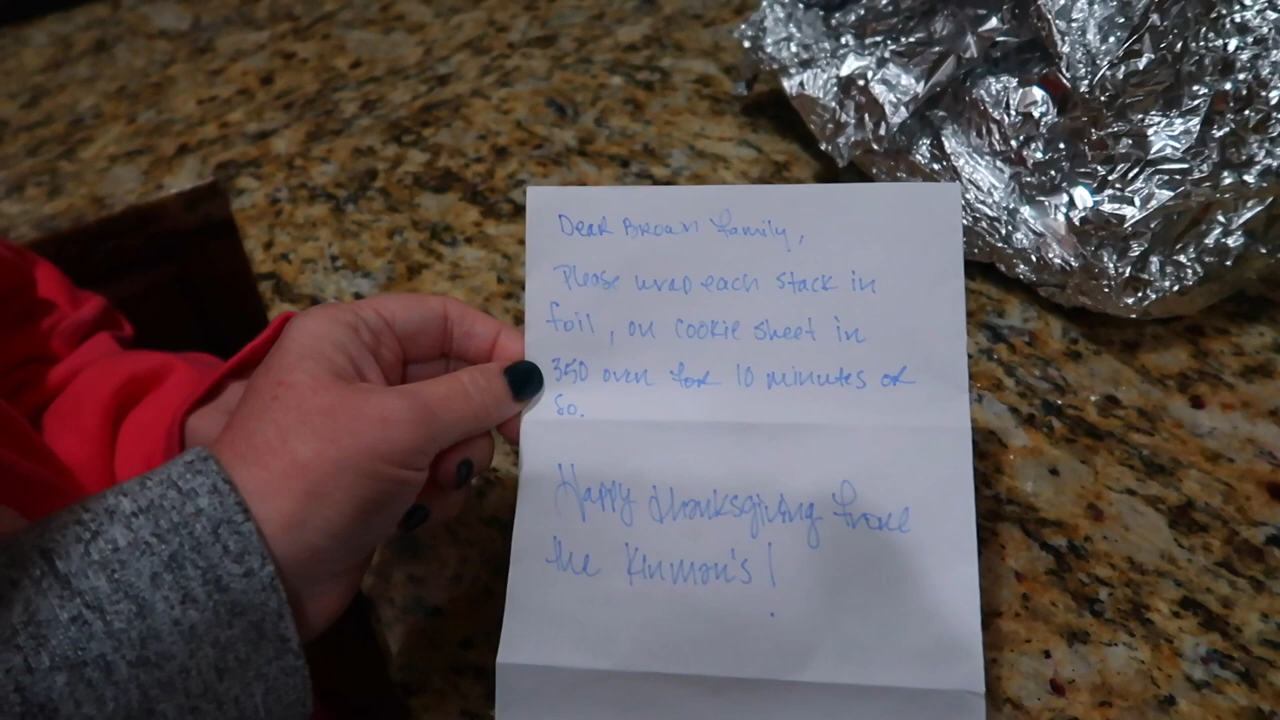 Dear Brown Family,
Please wrap each stack in
foil, on cookie sheet in
350 oven for 10 minutes or
so.
Happy Thanksgiving from
the Kinmon's!